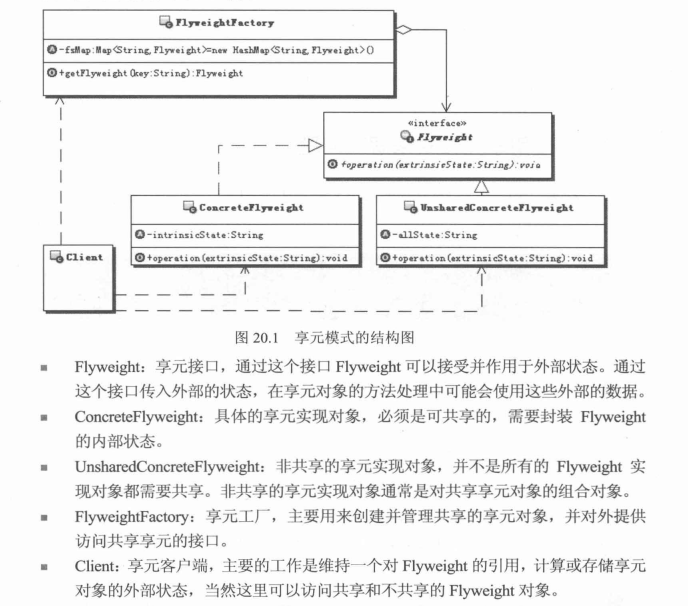 FlyweightFactory
-fsMap:Map<String,Flyweight>=new HashMap<String,Flyweight>()
+getFlyweight(key:String):Flyweight
«interface»
Flyweight
+operation(extrinsicState:String):void
ConcreteFlyweight
-intrinsicState:String
+operation(extrinsicState:String):void
UnsharedConcreteFlyweight
-allState:String
+operation(extrinsicState:String):void
Client
图 20.1 享元模式的结构图
■ Flyweight：享元接口，通过这个接口 Flyweight 可以接受并作用于外部状态。通过
这个接口传入外部的状态，在享元对象的方法处理中可能会使用这些外部的数据。
■ ConcreteFlyweight：具体的享元实现对象，必须是可共享的，需要封装 Flyweight
的内部状态。
■ UnsharedConcreteFlyweight：非共享的享元实现对象，并不是所有的 Flyweight 实
现对象都需要共享。非共享的享元实现对象通常是对共享享元对象的组合对象。
■ FlyweightFactory：享元工厂，主要用来创建并管理共享的享元对象，并对外提供
访问共享享元的接口。
■ Client：享元客户端，主要的工作是维持一个对 Flyweight 的引用，计算或存储享元
对象的外部状态，当然这里可以访问共享和不共享的 Flyweight 对象。